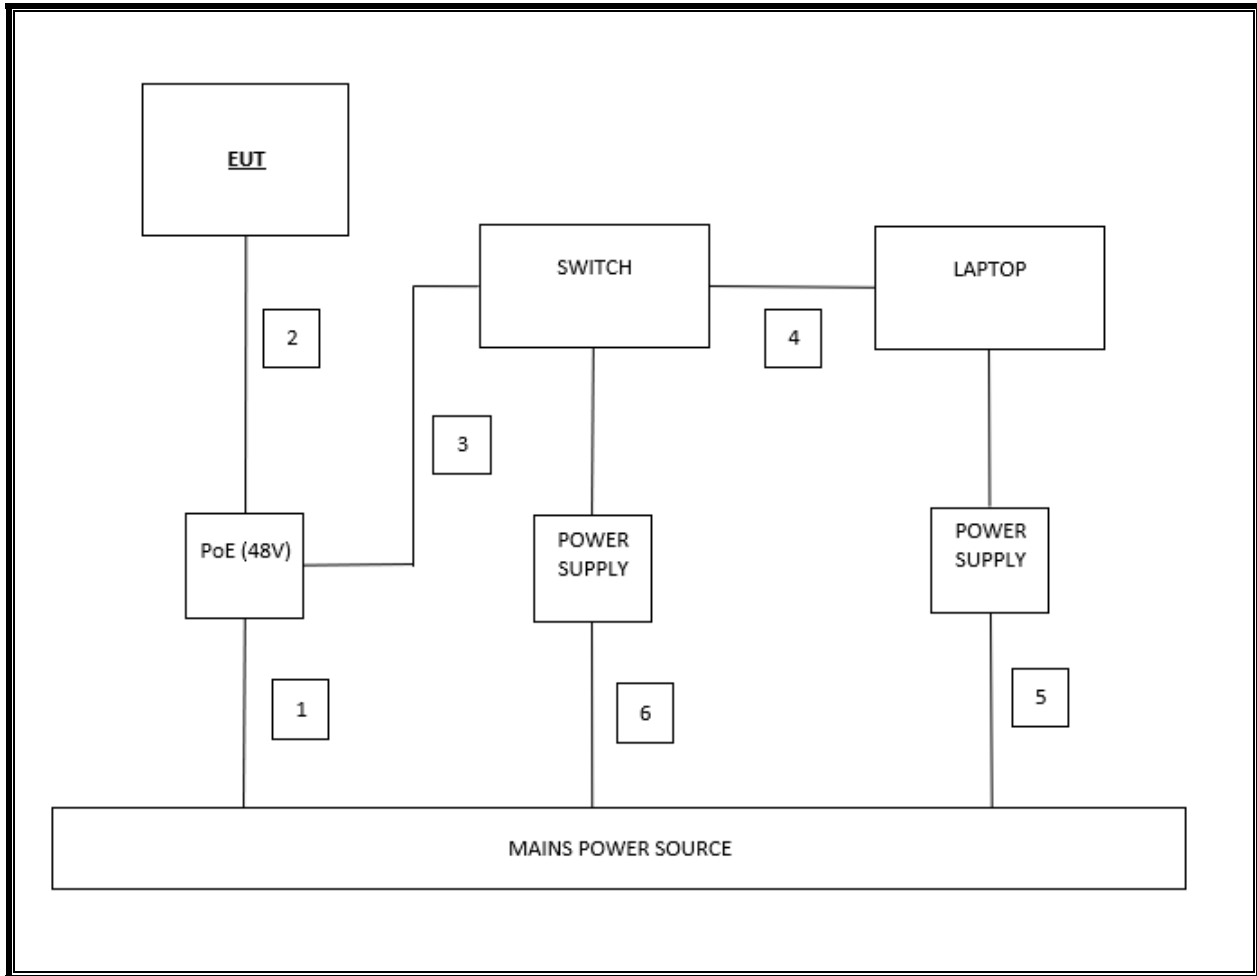 EUT
SWITCH
LAPTOP
2
4
3
PoE (48V)
POWER
SUPPLY
POWER
SUPPLY
1
6
5
MAINS POWER SOURCE